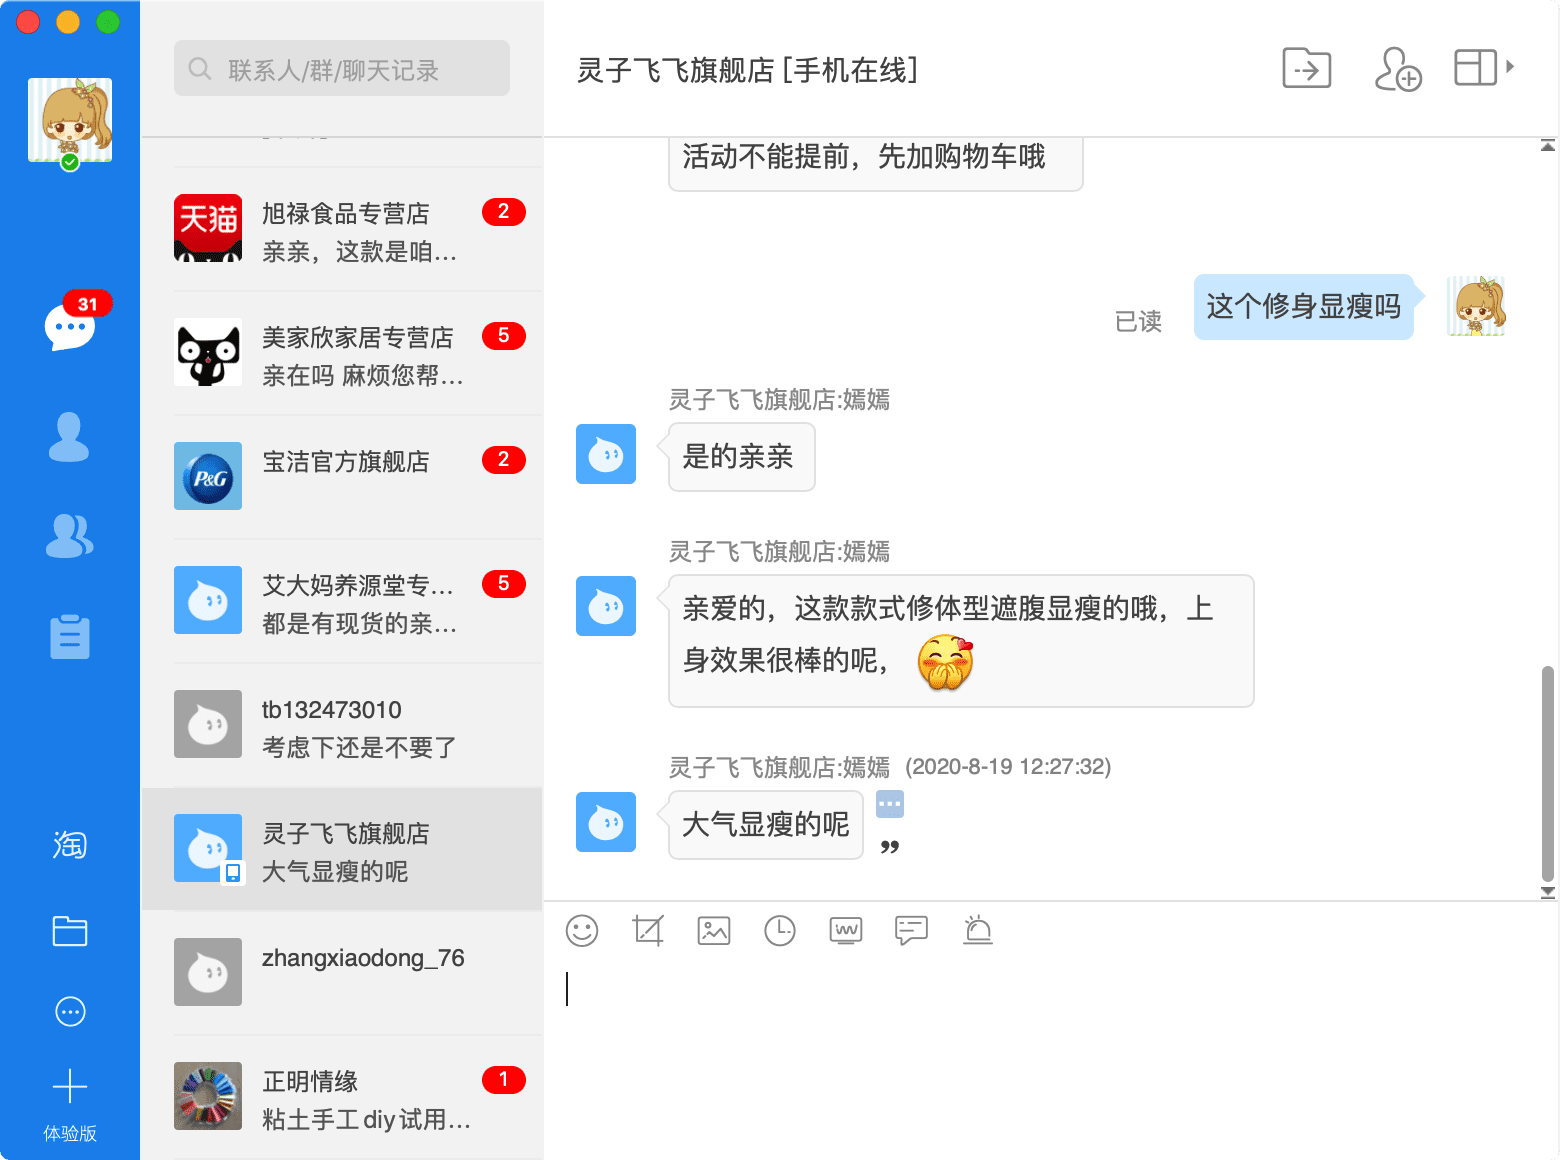 联系人/群/聊天记录
31
淘
体验版
天猫
旭禄食品专营店
2
亲亲，这款是咱...
美家欣家居专营店
5
亲在吗 麻烦您帮...
P&G
宝洁官方旗舰店
2
艾大妈养源堂专...
5
都是有现货的亲...
tb132473010
考虑下还是不要了
灵子飞飞旗舰店
大气显瘦的呢
zhangxiaodong_76
正明情缘
1
粘土手工diy试用...
灵子飞飞旗舰店 [手机在线]
活动不能提前，先加购物车哦
已读
这个修身显瘦吗
灵子飞飞旗舰店:嫣嫣
是的亲亲
灵子飞飞旗舰店:嫣嫣
亲爱的，这款款式修体型遮腹显瘦的哦，上
身效果很棒的呢，
灵子飞飞旗舰店:嫣嫣 (2020-8-19 12:27:32)
大气显瘦的呢